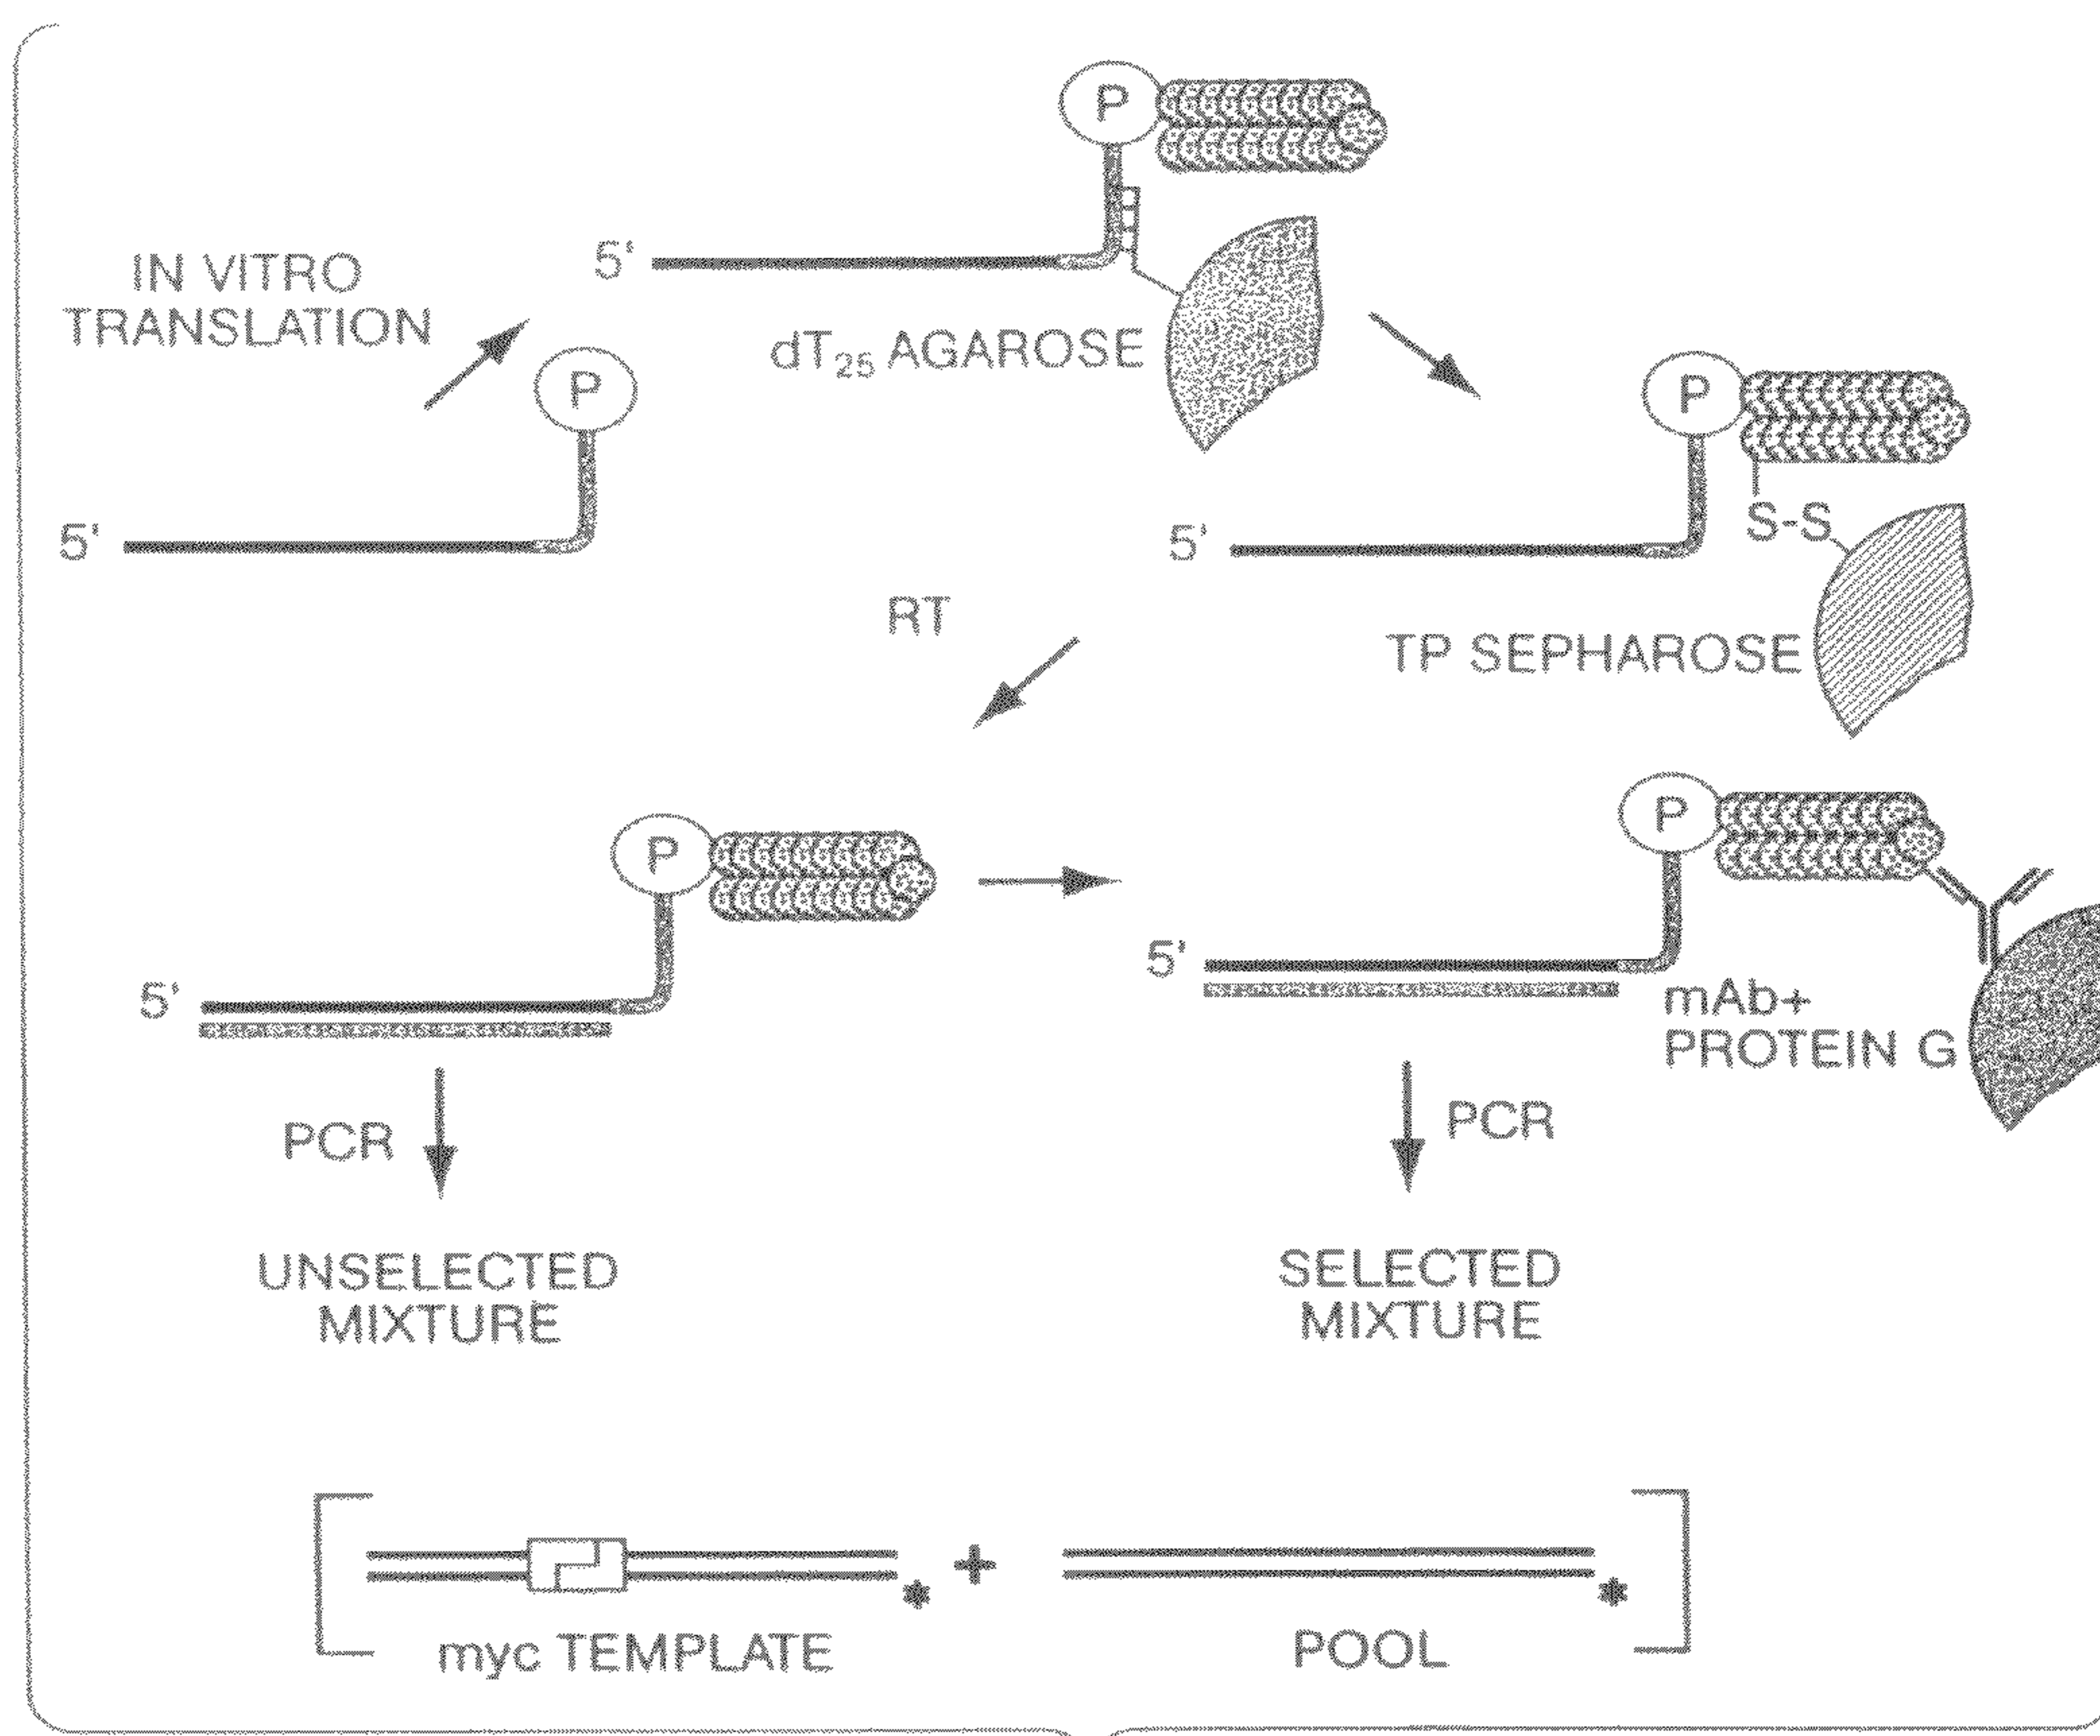 P
5'
IN VITRO
TRANSLATION
dT25 AGAROSE
P
5'
P
S-S
5'
TP SEPHAROSE
RT
P
5'
P
5'
mAb+
PROTEIN G
PCR
PCR
UNSELECTED
MIXTURE
SELECTED
MIXTURE
* + *
myc TEMPLATE
POOL